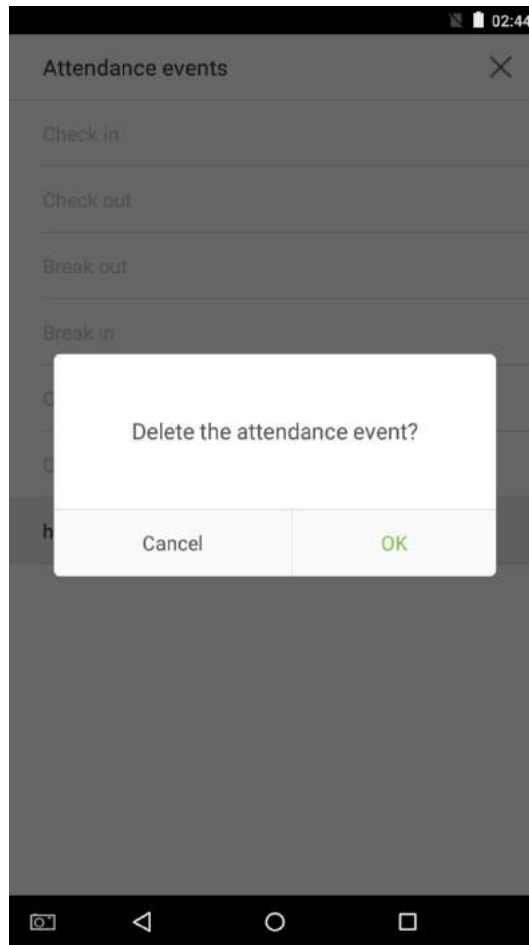 02:44
Attendance events
Check in
Check out
Break out
Break in
Delete the attendance event?
Cancel
OK